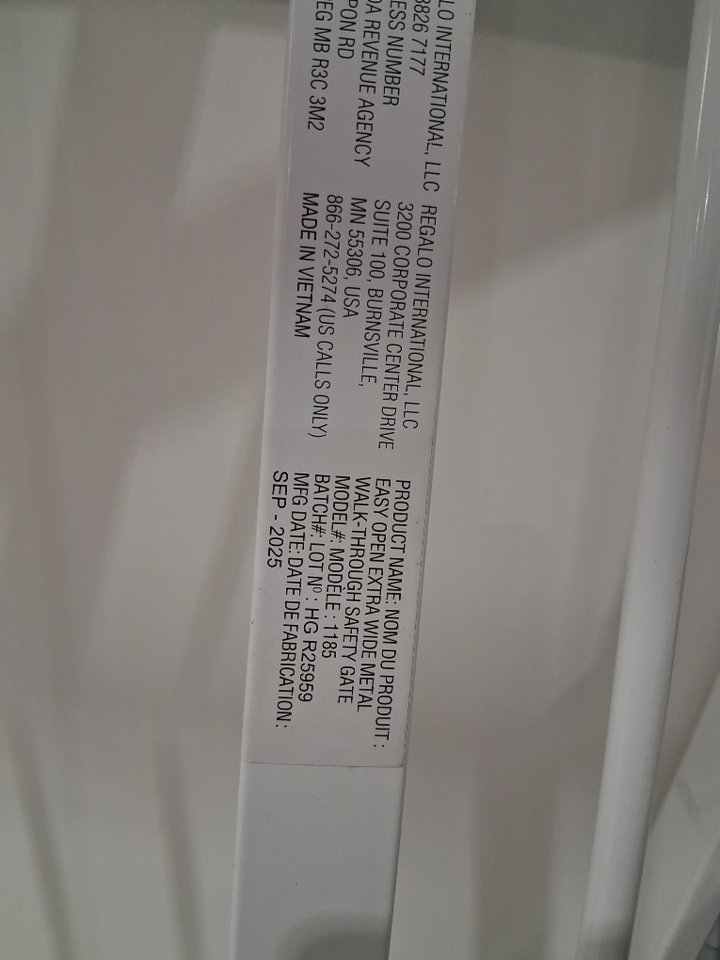 LO INTERNATIONAL, LLC
3826 7177
ESS NUMBER
DA REVENUE AGENCY
PON RD
EG MB R3C 3M2
REGALO INTERNATIONAL, LLC
3200 CORPORATE CENTER DRIVE
SUITE 100, BURNSVILLE,
MN 55306, USA
866-272-5274 (US CALLS ONLY)
MADE IN VIETNAM
PRODUCT NAME: NOM DU PRODUIT :
EASY OPEN EXTRA WIDE METAL
WALK-THROUGH SAFETY GATE
MODEL#: MODÈLE : 1185
BATCH#: LOT Nº : HG R25959
MFG DATE: DATE DE FABRICATION :
SEP - 2025